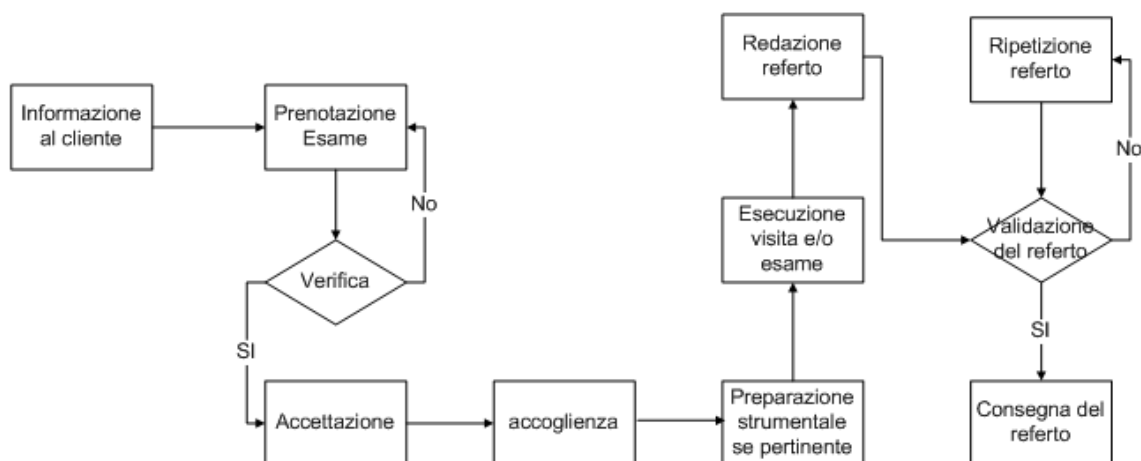 Informazione
al cliente
Prenotazione
Esame
No
Verifica
SI
Accettazione
accoglienza
Preparazione
strumentale
se pertinente
Esecuzione
visita e/o
esame
Redazione
referto
Ripetizione
referto
No
Validazione
del referto
SI
Consegna del
referto